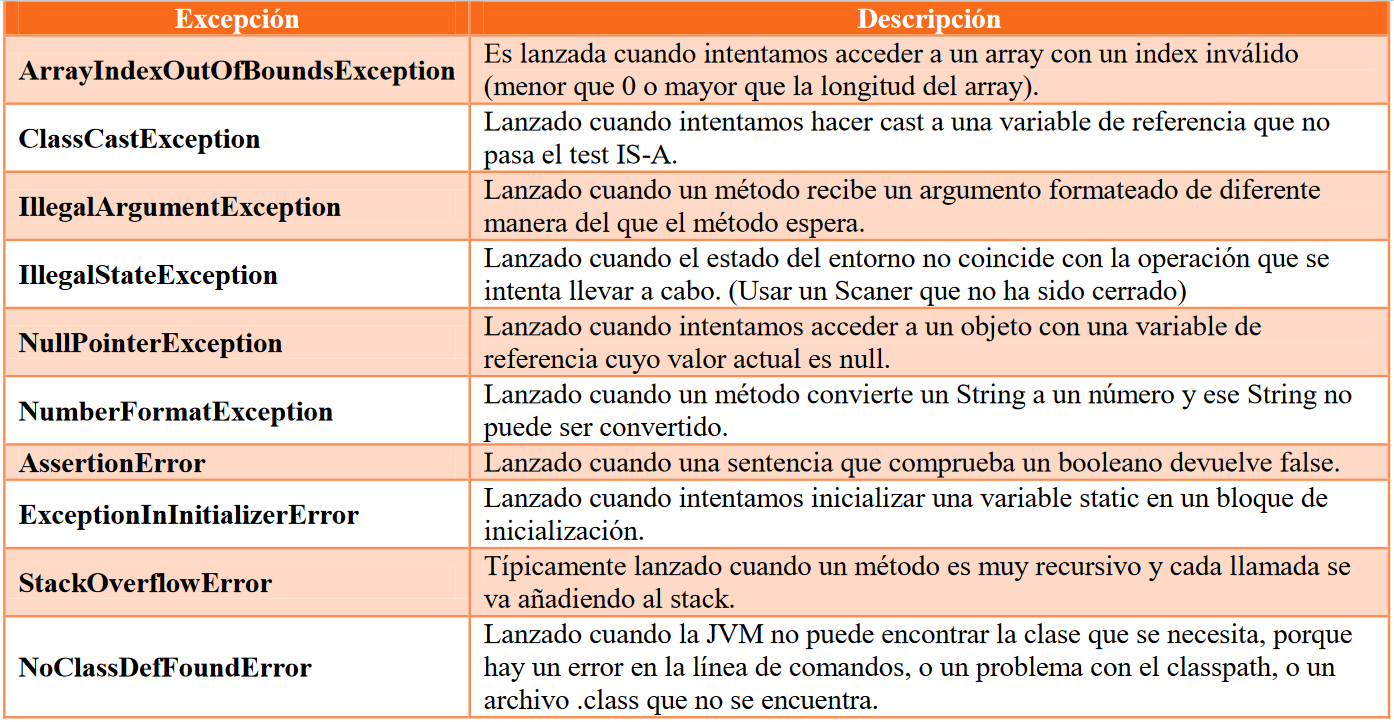 Excepción
Descripción
ArrayIndexOutOfBoundsException
Es lanzada cuando intentamos acceder a un array con un index inválido
(menor que 0 o mayor que la longitud del array).
ClassCastException
Lanzado cuando intentamos hacer cast a una variable de referencia que no
pasa el test IS-A.
IllegalArgumentException
Lanzado cuando un método recibe un argumento formateado de diferente
manera del que el método espera.
IllegalStateException
Lanzado cuando el estado del entorno no coincide con la operación que se
intenta llevar a cabo. (Usar un Scaner que no ha sido cerrado)
NullPointerException
Lanzado cuando intentamos acceder a un objeto con una variable de
referencia cuyo valor actual es null.
NumberFormatException
Lanzado cuando un método convierte un String a un número y ese String no
puede ser convertido.
AssertionError
Lanzado cuando una sentencia que comprueba un booleano devuelve false.
ExceptionInInitializerError
Lanzado cuando intentamos inicializar una variable static en un bloque de
inicialización.
StackOverflowError
Típicamente lanzado cuando un método es muy recursivo y cada llamada se
va añadiendo al stack.
NoClassDefFoundError
Lanzado cuando la JVM no puede encontrar la clase que se necesita, porque
hay un error en la línea de comandos, o un problema con el classpath, o un
archivo .class que no se encuentra.